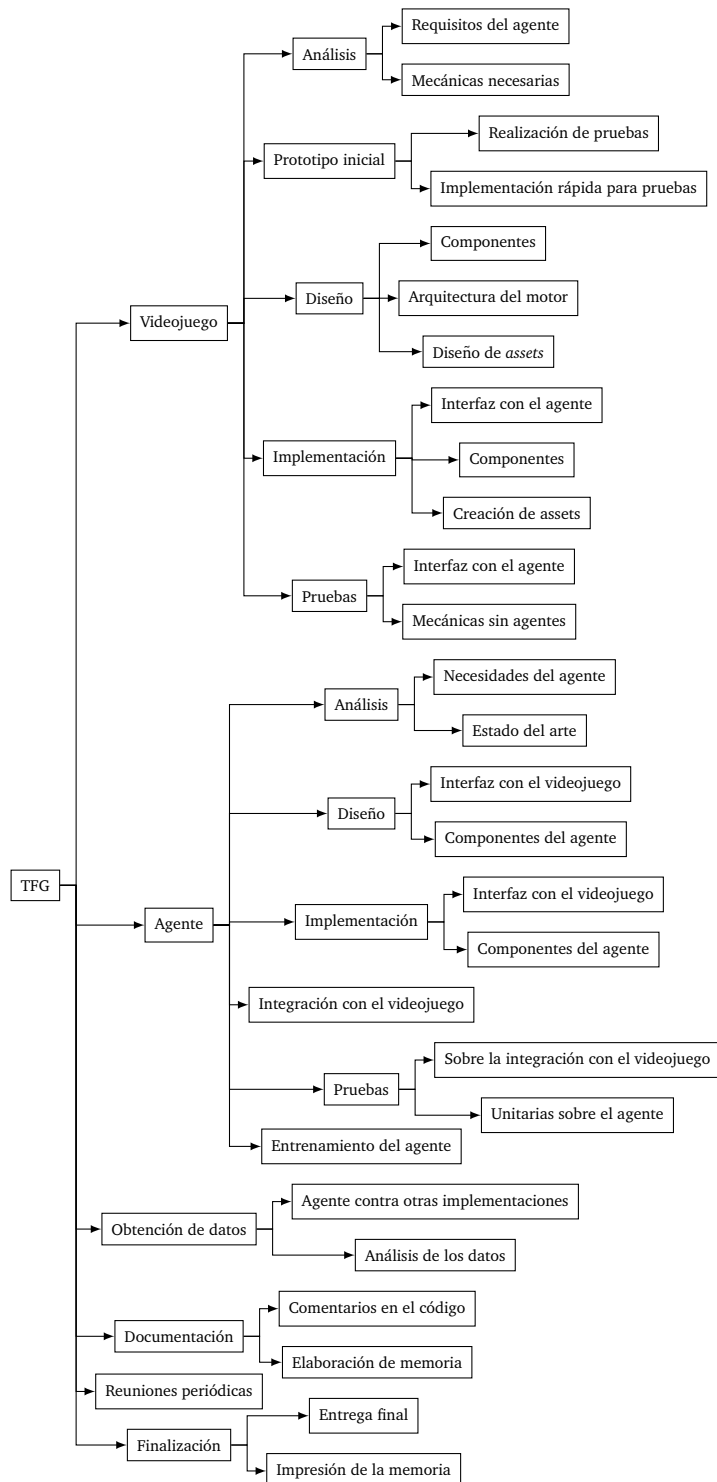 Requisitos del agente
Análisis
Mecánicas necesarias
Realización de pruebas
Prototipo inicial
Implementación rápida para pruebas
Componentes
Diseño
Arquitectura del motor
Videojuego
Diseño de assets
Interfaz con el agente
Implementación
Componentes
Creación de assets
Interfaz con el agente
Pruebas
Mecánicas sin agentes
Necesidades del agente
Análisis
Estado del arte
Interfaz con el videojuego
Diseño
Componentes del agente
TFG
Interfaz con el videojuego
Agente
Implementación
Componentes del agente
Integración con el videojuego
Sobre la integración con el videojuego
Pruebas
Unitarias sobre el agente
Entrenamiento del agente
Agente contra otras implementaciones
Obtención de datos
Análisis de los datos
Comentarios en el código
Documentación
Elaboración de memoria
Reuniones periódicas
Entrega final
Finalización
Impresión de la memoria